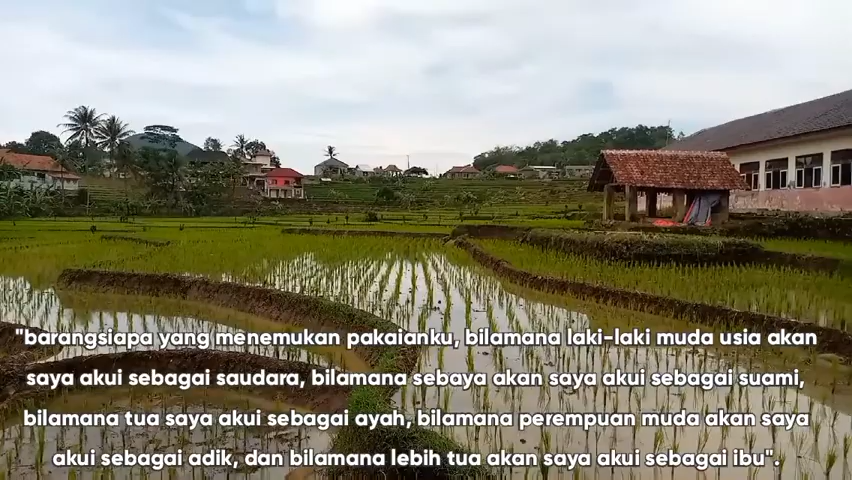 "barangsiapa yang menemukan pakaianku, bilamana laki-laki muda usia akan
saya akui sebagai saudara, bilamana sebaya akan saya akui sebagai suami,
bilamana tua saya akui sebagai ayah, bilamana perempuan muda akan saya
akui sebagai adik, dan bilamana lebih tua akan saya akui sebagai ibu".